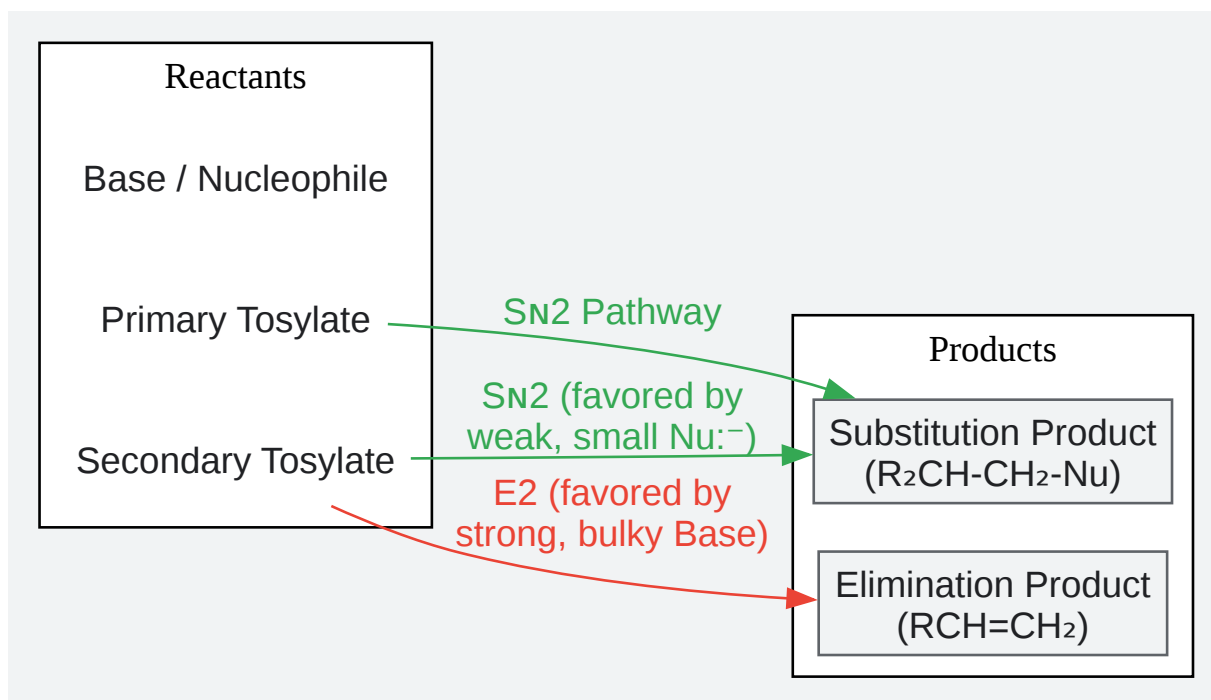 Reactants
Base / Nucleophile
Primary Tosylate
Secondary Tosylate
Sɴ2 Pathway
Sɴ2 (favored by
weak, small Nu:⁻)
E2 (favored by
strong, bulky Base)
Products
Substitution Product
(R₂CH-CH₂-Nu)
Elimination Product
(RCH=CH₂)